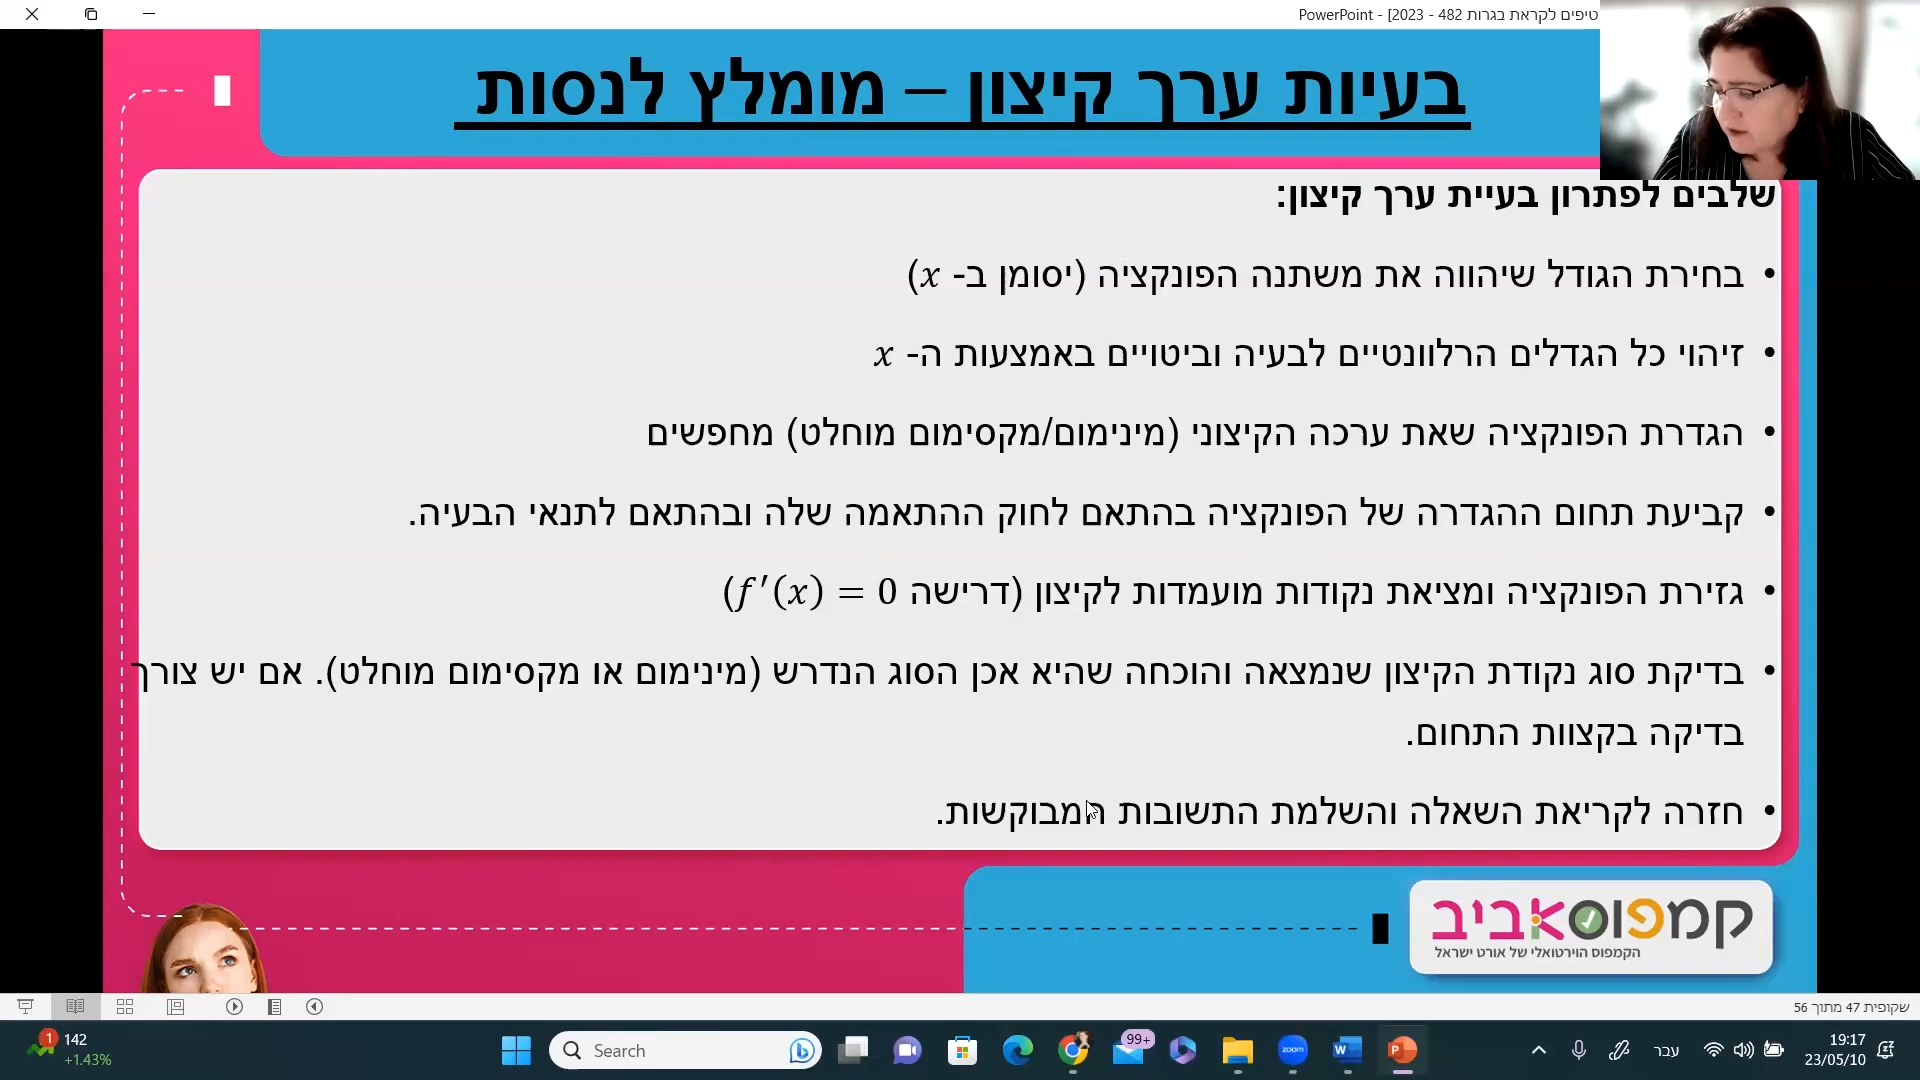 טיפים לקראת בגרות 482 - 2023] - PowerPoint
בעיות ערך קיצון – מומלץ לנסות
שלבים לפתרון בעיית ערך קיצון:
• בחירת הגודל שיהווה את משתנה הפונקציה (יסומן ב- x)
• זיהוי כל הגדלים הרלוונטיים לבעיה וביטויים באמצעות ה- x
• הגדרת הפונקציה שאת ערכה הקיצוני (מינימום/מקסימום מוחלט) מחפשים
• קביעת תחום ההגדרה של הפונקציה בהתאם לחוק ההתאמה שלה ובהתאם לתנאי הבעיה.
• גזירת הפונקציה ומציאת נקודות מועמדות לקיצון (דרישה f′(x) = 0)
• בדיקת סוג נקודת הקיצון שנמצאה והוכחה שהיא אכן הסוג הנדרש (מינימום או מקסימום מוחלט). אם יש צורך
בדיקה בקצוות התחום.
• חזרה לקריאת השאלה והשלמת התשובות המבוקשות.
קמפוס אביב
הקמפוס הוירטואלי של אורט ישראל
שקופית 47 מתוך 56
1
142
+1.43%
Search
99+
zoom
עבר
19:17
23/05/10